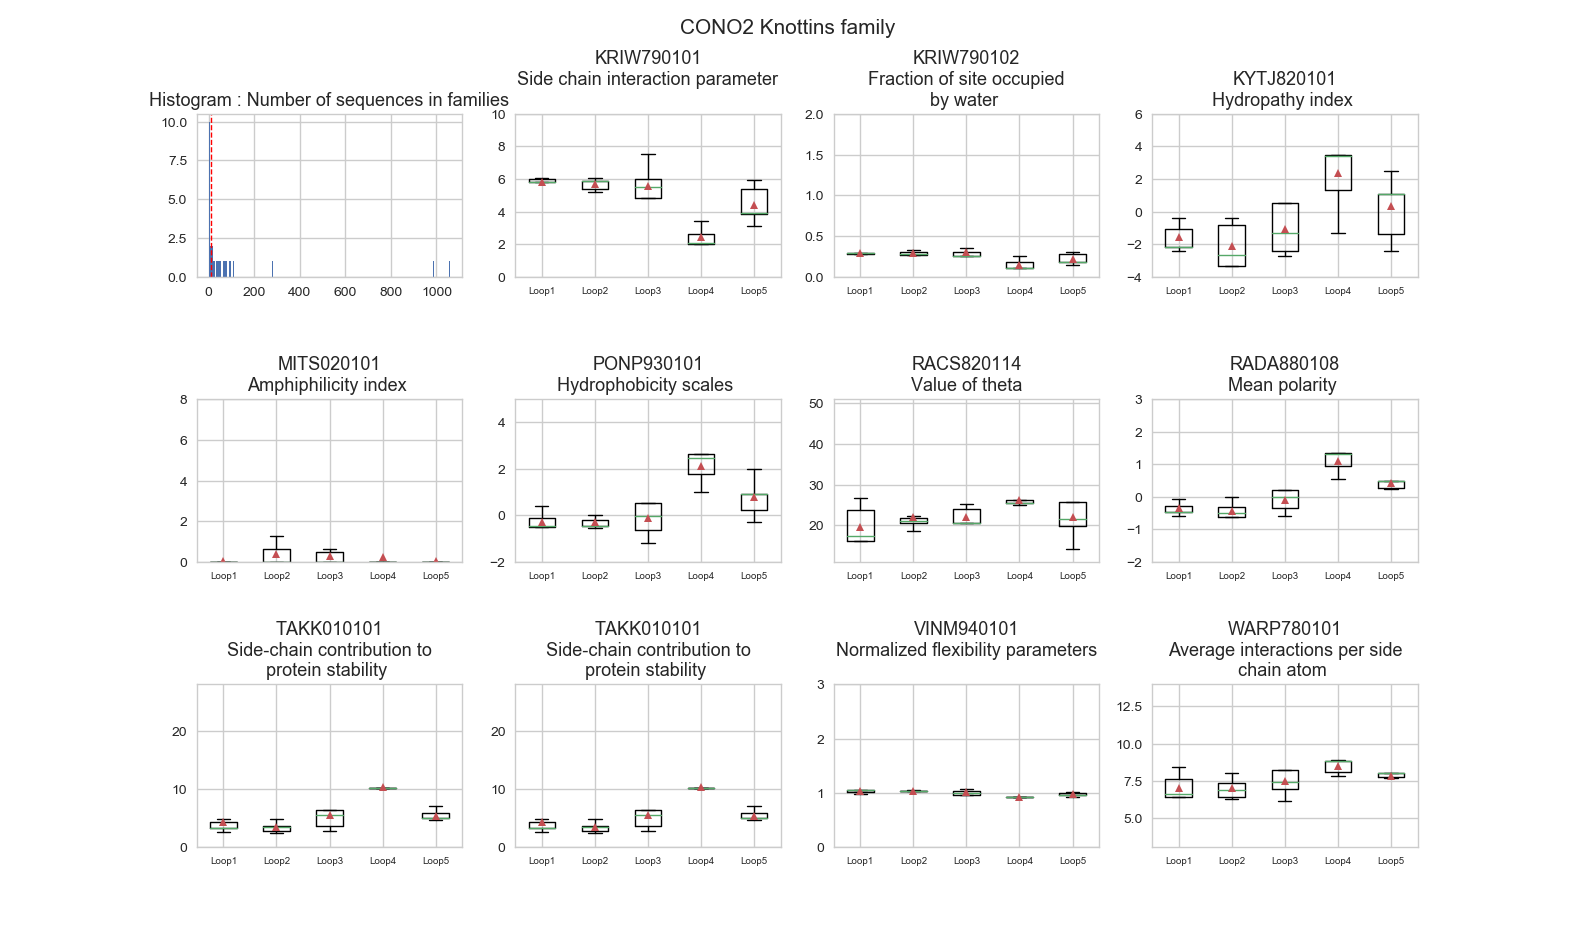 CONO2 Knottins family
Histogram : Number of sequences in families
10.0
7.5
5.0
2.5
0.0
0 200 400 600 800 1000
KRIW790101
Side chain interaction parameter
10
8
6
4
2
0
Loop1 Loop2 Loop3 Loop4 Loop5
KRIW790102
Fraction of site occupied
by water
2.0
1.5
1.0
0.5
0.0
Loop1 Loop2 Loop3 Loop4 Loop5
KYTJ820101
Hydropathy index
6
4
2
0
−2
−4
Loop1 Loop2 Loop3 Loop4 Loop5
MITS020101
Amphiphilicity index
8
6
4
2
0
Loop1 Loop2 Loop3 Loop4 Loop5
PONP930101
Hydrophobicity scales
4
2
0
−2
Loop1 Loop2 Loop3 Loop4 Loop5
RACS820114
Value of theta
50
40
30
20
Loop1 Loop2 Loop3 Loop4 Loop5
RADA880108
Mean polarity
3
2
1
0
−1
−2
Loop1 Loop2 Loop3 Loop4 Loop5
TAKK010101
Side-chain contribution to
protein stability
20
10
0
Loop1 Loop2 Loop3 Loop4 Loop5
TAKK010101
Side-chain contribution to
protein stability
20
10
0
Loop1 Loop2 Loop3 Loop4 Loop5
VINM940101
Normalized flexibility parameters
3
2
1
0
Loop1 Loop2 Loop3 Loop4 Loop5
WARP780101
Average interactions per side
chain atom
12.5
10.0
7.5
5.0
Loop1 Loop2 Loop3 Loop4 Loop5